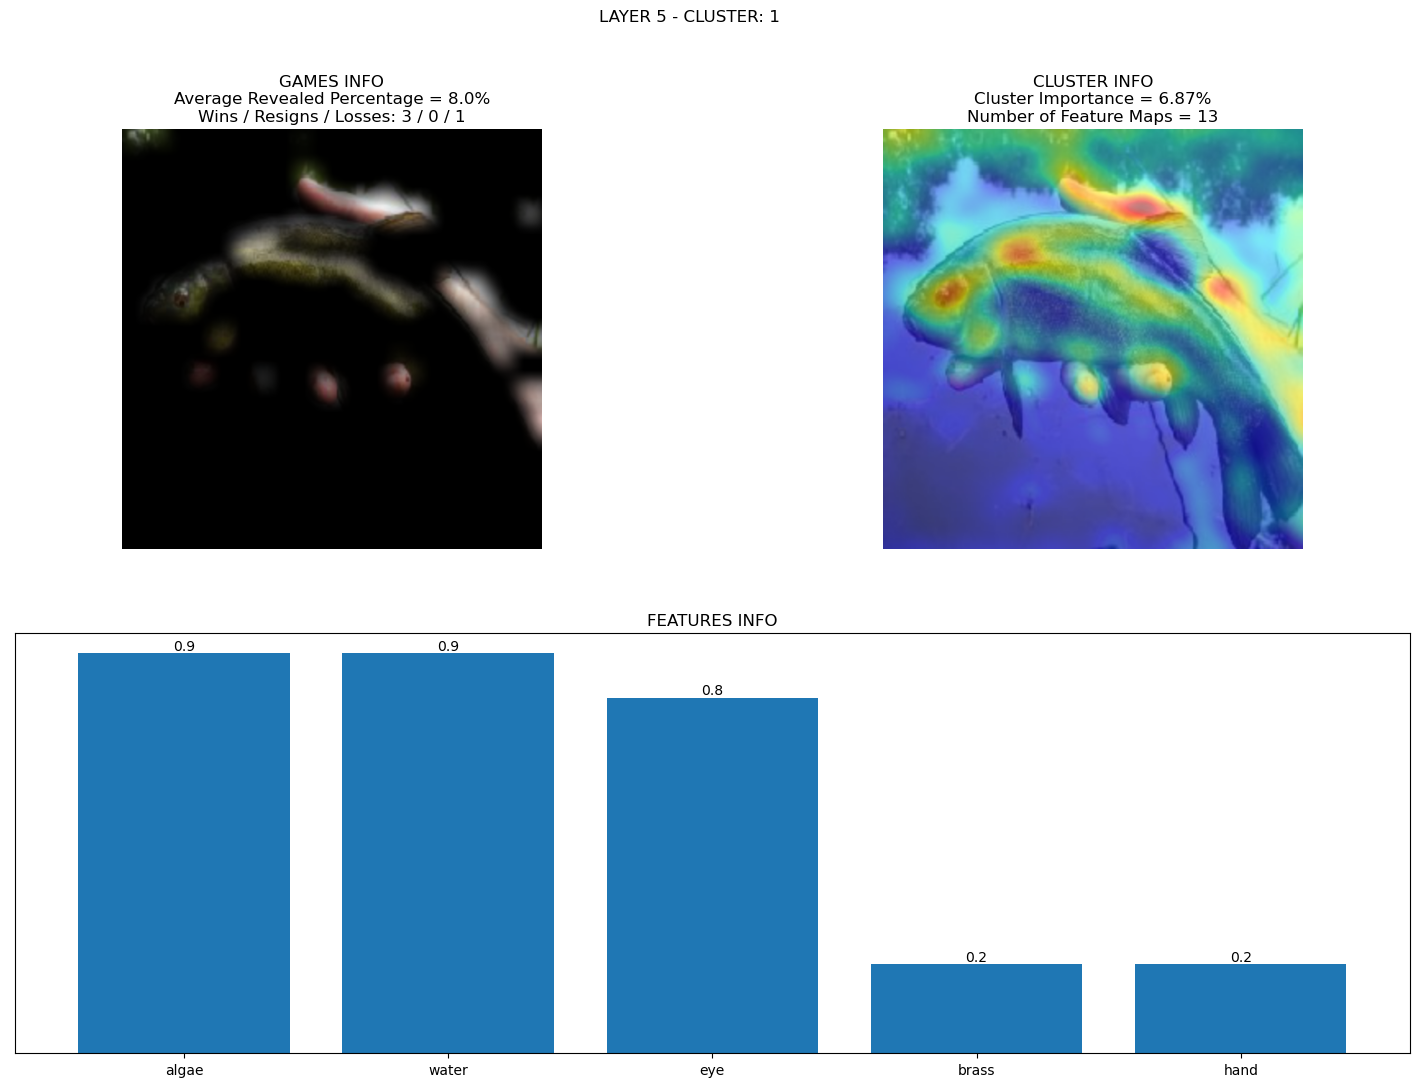 LAYER 5 - CLUSTER: 1
GAMES INFO
Average Revealed Percentage = 8.0%
Wins / Resigns / Losses: 3 / 0 / 1
CLUSTER INFO
Cluster Importance = 6.87%
Number of Feature Maps = 13
FEATURES INFO
0.9
0.9
0.8
0.2
0.2
algae
water
eye
brass
hand